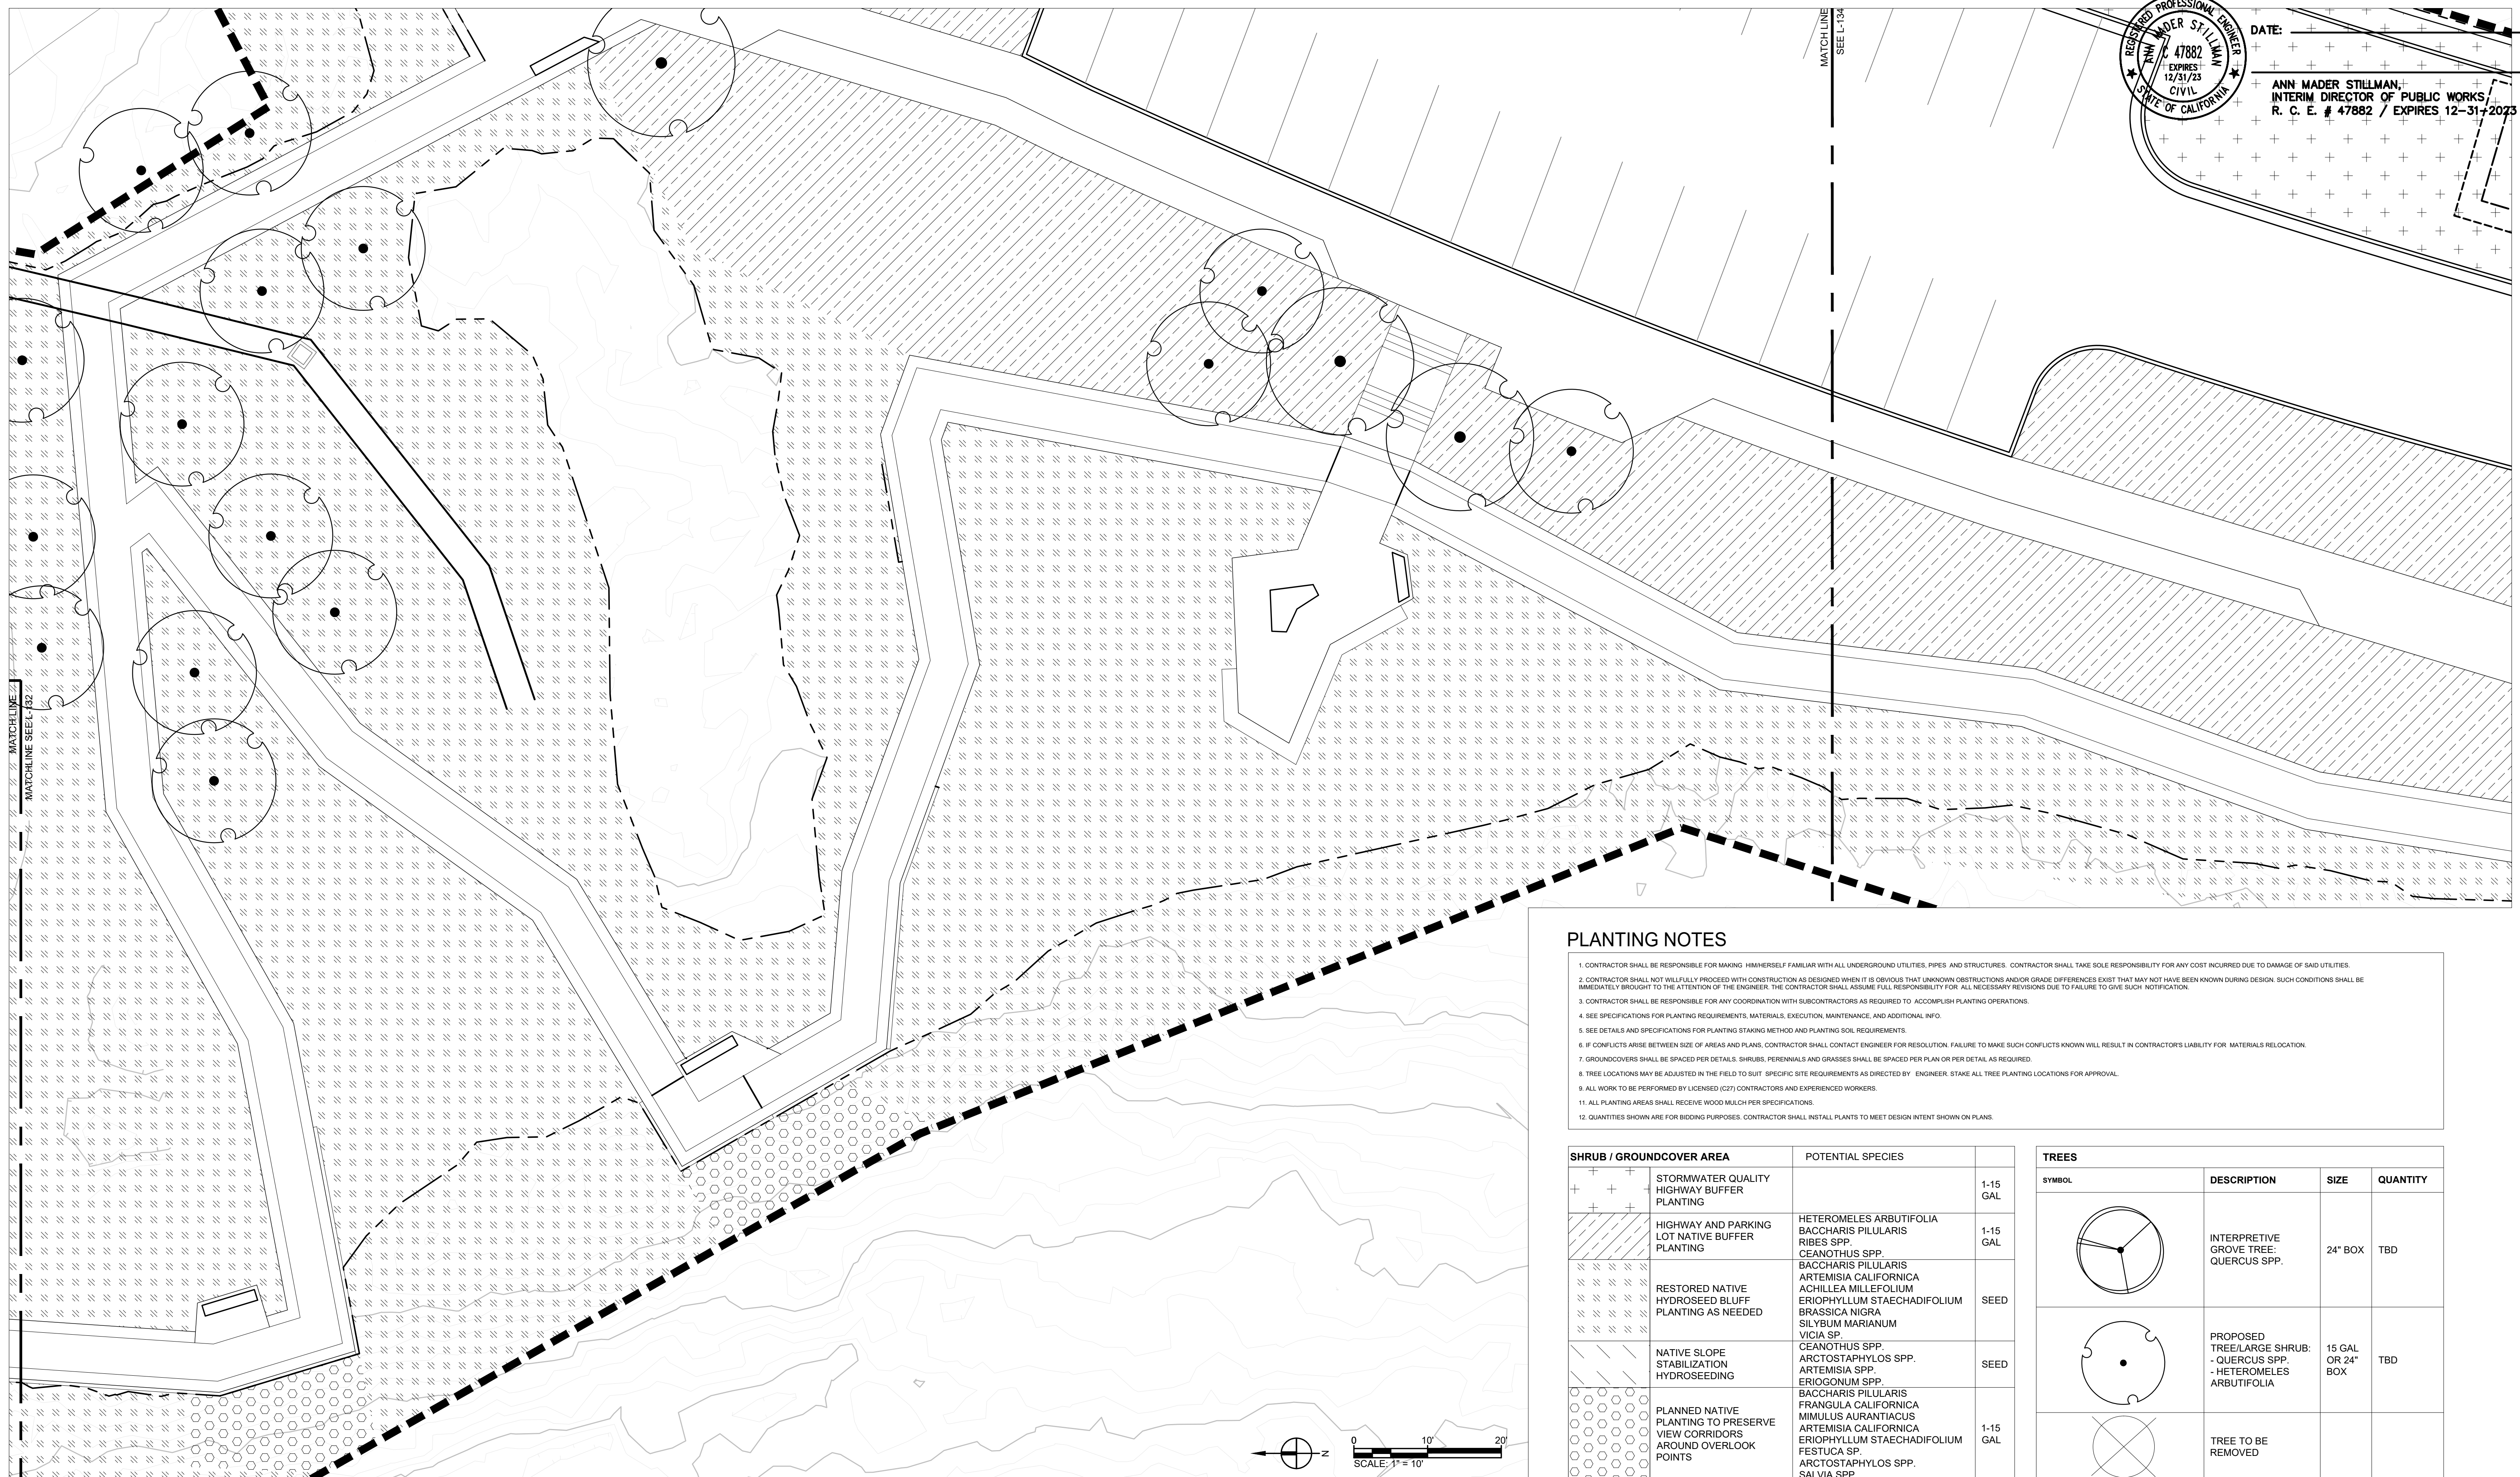 MATCH LINE
SEE L-134
REGISTERED PROFESSIONAL ENGINEER
ANN MADER STILLMAN
C 47882
EXPIRES
12/31/23
CIVIL
STATE OF CALIFORNIA
DATE:
ANN MADER STILLMAN,
INTERIM DIRECTOR OF PUBLIC WORKS
R. C. E. # 47882 / EXPIRES 12-31-2023
MATCH LINE
MATCHLINE SEE L-132
PLANTING NOTES
1. CONTRACTOR SHALL BE RESPONSIBLE FOR MAKING HIM/HERSELF FAMILIAR WITH ALL UNDERGROUND UTILITIES, PIPES AND STRUCTURES. CONTRACTOR SHALL TAKE SOLE RESPONSIBILITY FOR ANY COST INCURRED DUE TO DAMAGE OF SAID UTILITIES.
2. CONTRACTOR SHALL NOT WILLFULLY PROCEED WITH CONSTRUCTION AS DESIGNED WHEN IT IS OBVIOUS THAT UNKNOWN OBSTRUCTIONS AND/OR GRADE DIFFERENCES EXIST THAT MAY NOT HAVE BEEN KNOWN DURING DESIGN. SUCH CONDITIONS SHALL BE
IMMEDIATELY BROUGHT TO THE ATTENTION OF THE ENGINEER. THE CONTRACTOR SHALL ASSUME FULL RESPONSIBILITY FOR ALL NECESSARY REVISIONS DUE TO FAILURE TO GIVE SUCH NOTIFICATION.
3. CONTRACTOR SHALL BE RESPONSIBLE FOR ANY COORDINATION WITH SUBCONTRACTORS AS REQUIRED TO ACCOMPLISH PLANTING OPERATIONS.
4. SEE SPECIFICATIONS FOR PLANTING REQUIREMENTS, MATERIALS, EXECUTION, MAINTENANCE, AND ADDITIONAL INFO.
5. SEE DETAILS AND SPECIFICATIONS FOR PLANTING STAKING METHOD AND PLANTING SOIL REQUIREMENTS.
6. IF CONFLICTS ARISE BETWEEN SIZE OF AREAS AND PLANS, CONTRACTOR SHALL CONTACT ENGINEER FOR RESOLUTION. FAILURE TO MAKE SUCH CONFLICTS KNOWN WILL RESULT IN CONTRACTOR'S LIABILITY FOR MATERIALS RELOCATION.
7. GROUNDCOVERS SHALL BE SPACED PER DETAILS. SHRUBS, PERENNIALS AND GRASSES SHALL BE SPACED PER PLAN OR PER DETAIL AS REQUIRED.
8. TREE LOCATIONS MAY BE ADJUSTED IN THE FIELD TO SUIT SPECIFIC SITE REQUIREMENTS AS DIRECTED BY ENGINEER. STAKE ALL TREE PLANTING LOCATIONS FOR APPROVAL.
9. ALL WORK TO BE PERFORMED BY LICENSED (C27) CONTRACTORS AND EXPERIENCED WORKERS.
11. ALL PLANTING AREAS SHALL RECEIVE WOOD MULCH PER SPECIFICATIONS.
12. QUANTITIES SHOWN ARE FOR BIDDING PURPOSES. CONTRACTOR SHALL INSTALL PLANTS TO MEET DESIGN INTENT SHOWN ON PLANS.
SHRUB / GROUNDCOVER AREA POTENTIAL SPECIES
STORMWATER QUALITY
HIGHWAY BUFFER
PLANTING
1-15
GAL
HIGHWAY AND PARKING
LOT NATIVE BUFFER
PLANTING
HETEROMELES ARBUTIFOLIA
BACCHARIS PILULARIS
RIBES SPP.
CEANOTHUS SPP.
1-15
GAL
RESTORED NATIVE
HYDROSEED BLUFF
PLANTING AS NEEDED
BACCHARIS PILULARIS
ARTEMISIA CALIFORNICA
ACHILLEA MILLEFOLIUM
ERIOPHYLLUM STAECHADIFOLIUM
BRASSICA NIGRA
SILYBUM MARIANUM
VICIA SP.
SEED
NATIVE SLOPE
STABILIZATION
HYDROSEEDING
CEANOTHUS SPP.
ARCTOSTAPHYLOS SPP.
ARTEMISIA SPP.
ERIOGONUM SPP.
SEED
PLANNED NATIVE
PLANTING TO PRESERVE
VIEW CORRIDORS
AROUND OVERLOOK
POINTS
BACCHARIS PILULARIS
FRANGULA CALIFORNICA
MIMULUS AURANTIACUS
ARTEMISIA CALIFORNICA
ERIOPHYLLUM STAECHADIFOLIUM
FESTUCA SP.
ARCTOSTAPHYLOS SPP.
SALVIA SPP.
1-15
GAL
TREES
SYMBOL DESCRIPTION SIZE QUANTITY
INTERPRETIVE
GROVE TREE:
QUERCUS SPP.
24" BOX
TBD
PROPOSED
TREE/LARGE SHRUB:
- QUERCUS SPP.
- HETEROMELES
ARBUTIFOLIA
15 GAL
OR 24"
BOX
TBD
TREE TO BE
REMOVED
N
0 10' 20'
SCALE: 1" = 10'